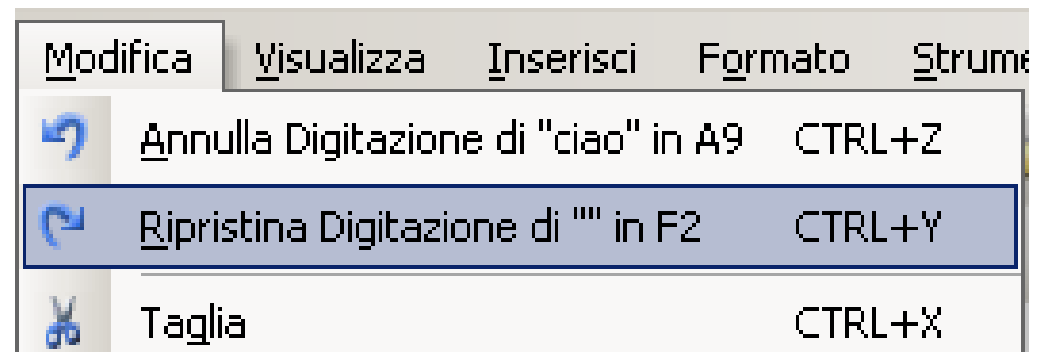 Modifica Visualizza Inserisci Formato Strume
Annulla Digitazione di "ciao" in A9 CTRL+Z
Ripristina Digitazione di "" in F2 CTRL+Y
Taglia CTRL+X